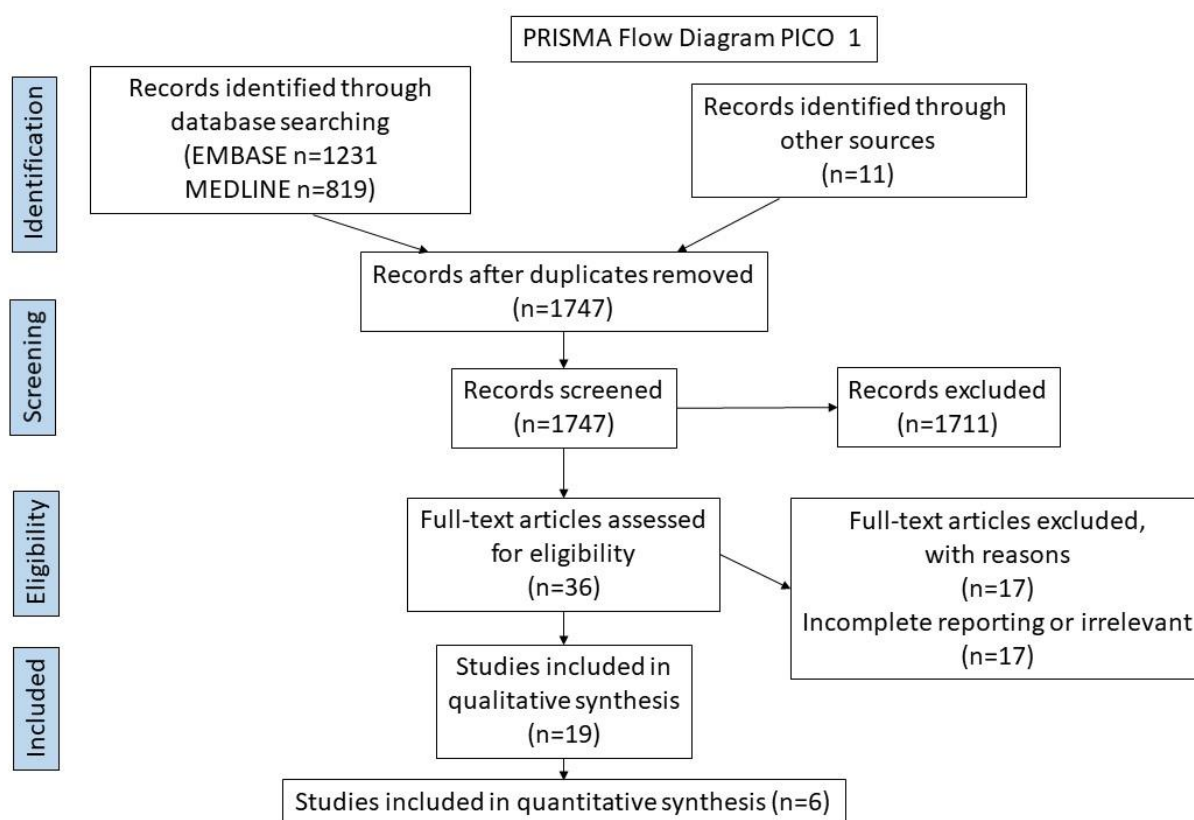 PRISMA Flow Diagram PICO 1
Identification
Records identified through
database searching
(EMBASE n=1231
MEDLINE n=819)
Records identified through
other sources
(n=11)
Records after duplicates removed
(n=1747)
Screening
Records screened
(n=1747)
Records excluded
(n=1711)
Eligibility
Full-text articles assessed
for eligibility
(n=36)
Full-text articles excluded,
with reasons
(n=17)
Incomplete reporting or irrelevant
(n=17)
Included
Studies included in
qualitative synthesis
(n=19)
Studies included in quantitative synthesis (n=6)